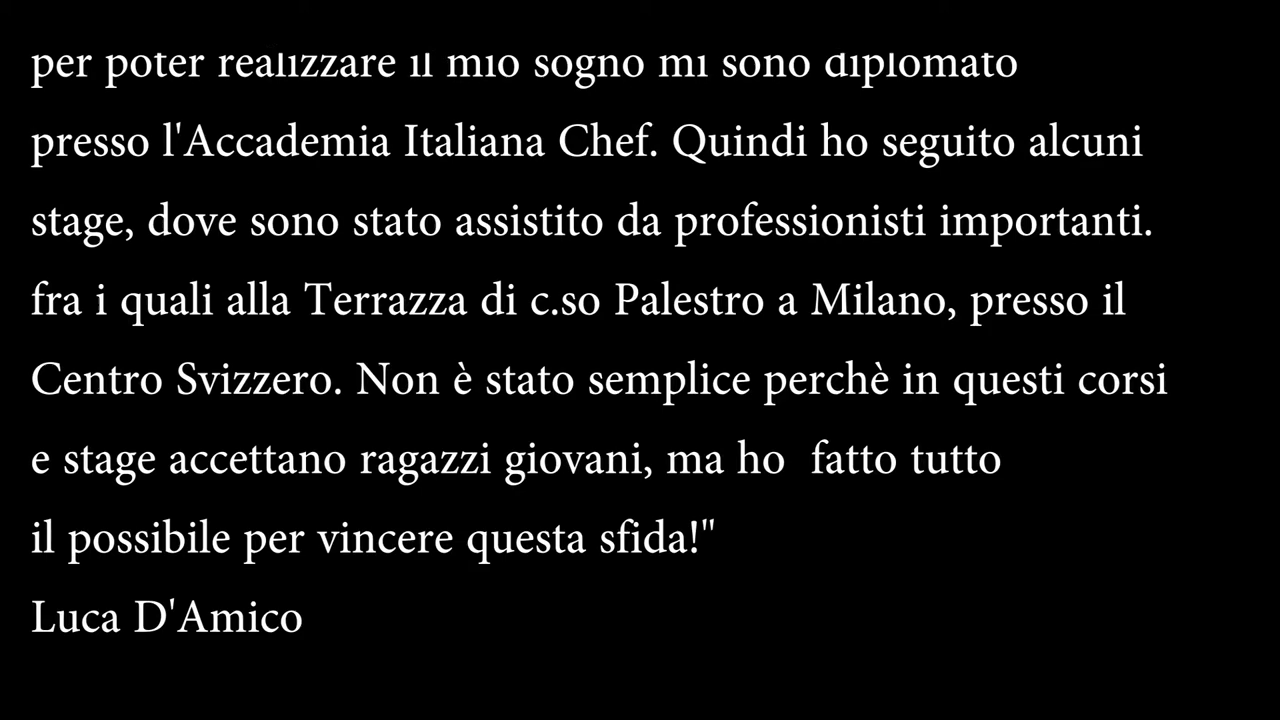 per poter realizzare il mio sogno mi sono diplomato
presso l'Accademia Italiana Chef. Quindi ho seguito alcuni
stage, dove sono stato assistito da professionisti importanti.
fra i quali alla Terrazza di c.so Palestro a Milano, presso il
Centro Svizzero. Non è stato semplice perchè in questi corsi
e stage accettano ragazzi giovani, ma ho  fatto tutto
il possibile per vincere questa sfida!"
Luca D'Amico